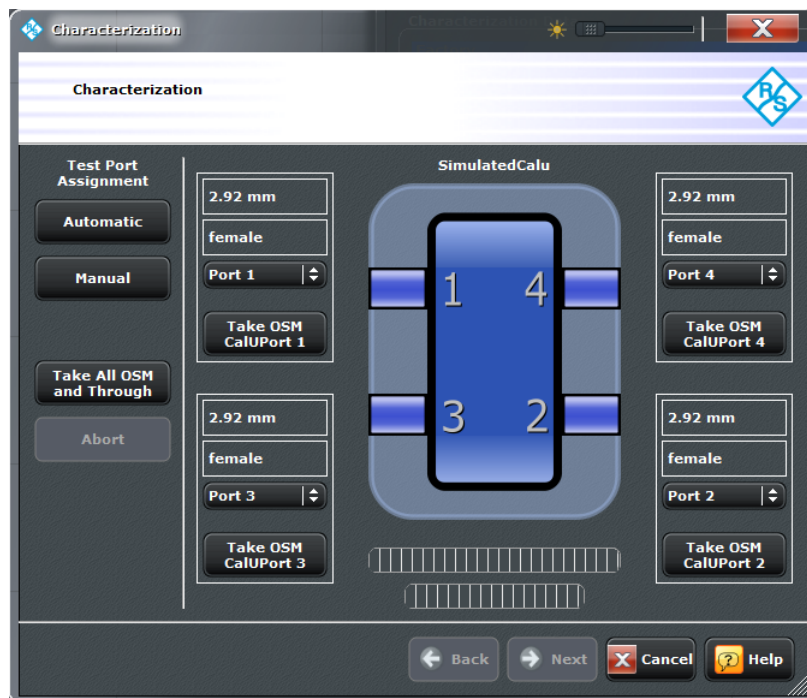 Characterization
Characterization
Characterization
R
S
Test Port
Assignment
Automatic
Manual
Take All OSM
and Through
Abort
SimulatedCalu
2.92 mm
female
Port 1
Take OSM
CalUPort 1
2.92 mm
female
Port 4
Take OSM
CalUPort 4
1
4
3
2
2.92 mm
female
Port 3
Take OSM
CalUPort 3
2.92 mm
female
Port 2
Take OSM
CalUPort 2
Back
Next
X Cancel
? Help